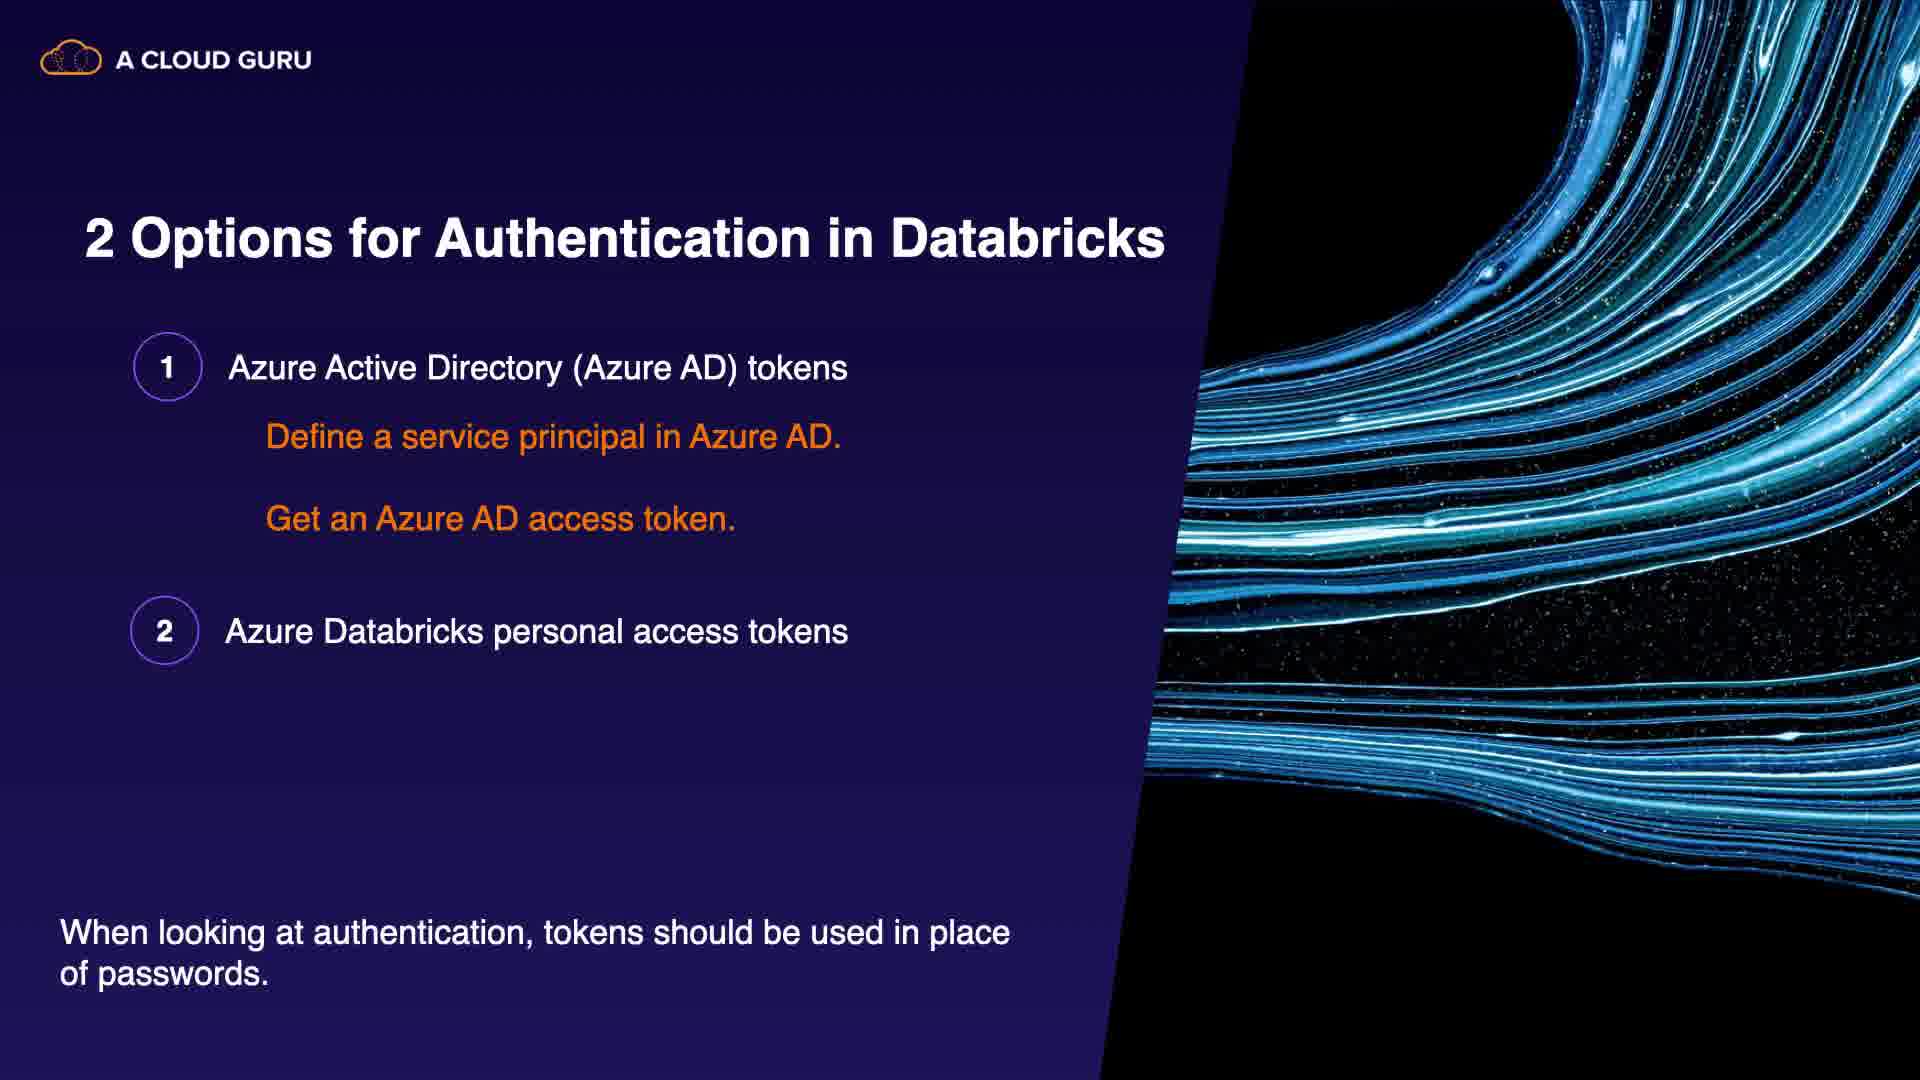 A CLOUD GURU
2 Options for Authentication in Databricks
1 Azure Active Directory (Azure AD) tokens
Define a service principal in Azure AD.
Get an Azure AD access token.
2 Azure Databricks personal access tokens
When looking at authentication, tokens should be used in place
of passwords.